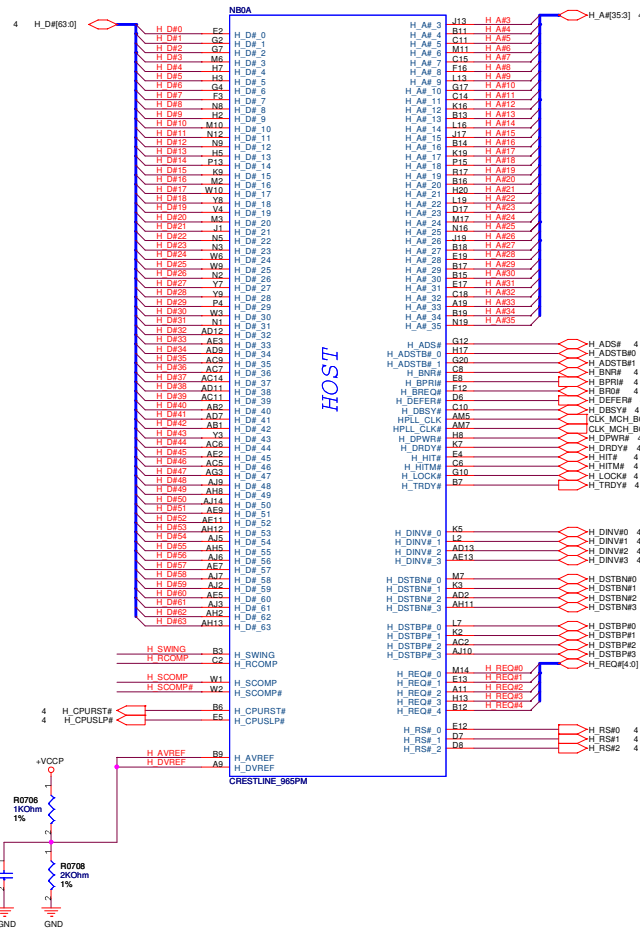 NB0A
4 H_D#[63:0]
H_D#0 E2 H_D#_0
H_D#1 G2 H_D#_1
H_D#2 G7 H_D#_2
H_D#3 M6 H_D#_3
H_D#4 H7 H_D#_4
H_D#5 H3 H_D#_5
H_D#6 G4 H_D#_6
H_D#7 F3 H_D#_7
H_D#8 N8 H_D#_8
H_D#9 H2 H_D#_9
H_D#10 M10 H_D#_10
H_D#11 N12 H_D#_11
H_D#12 N9 H_D#_12
H_D#13 H5 H_D#_13
H_D#14 P13 H_D#_14
H_D#15 K9 H_D#_15
H_D#16 M2 H_D#_16
H_D#17 W10 H_D#_17
H_D#18 Y8 H_D#_18
H_D#19 V4 H_D#_19
H_D#20 M3 H_D#_20
H_D#21 J1 H_D#_21
H_D#22 N5 H_D#_22
H_D#23 N3 H_D#_23
H_D#24 W6 H_D#_24
H_D#25 W9 H_D#_25
H_D#26 N2 H_D#_26
H_D#27 Y7 H_D#_27
H_D#28 Y9 H_D#_28
H_D#29 P4 H_D#_29
H_D#30 W3 H_D#_30
H_D#31 N1 H_D#_31
H_D#32 AD12 H_D#_32
H_D#33 AE3 H_D#_33
H_D#34 AD9 H_D#_34
H_D#35 AC9 H_D#_35
H_D#36 AC7 H_D#_36
H_D#37 AC14 H_D#_37
H_D#38 AD11 H_D#_38
H_D#39 AC11 H_D#_39
H_D#40 AB2 H_D#_40
H_D#41 AD7 H_D#_41
H_D#42 AB1 H_D#_42
H_D#43 Y3 H_D#_43
H_D#44 AC6 H_D#_44
H_D#45 AE2 H_D#_45
H_D#46 AC5 H_D#_46
H_D#47 AG3 H_D#_47
H_D#48 AJ9 H_D#_48
H_D#49 AH8 H_D#_49
H_D#50 AJ14 H_D#_50
H_D#51 AE9 H_D#_51
H_D#52 AE11 H_D#_52
H_D#53 AH12 H_D#_53
H_D#54 AJ5 H_D#_54
H_D#55 AH5 H_D#_55
H_D#56 AJ6 H_D#_56
H_D#57 AE7 H_D#_57
H_D#58 AJ7 H_D#_58
H_D#59 AJ2 H_D#_59
H_D#60 AE5 H_D#_60
H_D#61 AJ3 H_D#_61
H_D#62 AH2 H_D#_62
H_D#63 AH13 H_D#_63
H_SWING B3 H_SWING
H_RCOMP C2 H_RCOMP
H_SCOMP W1 H_SCOMP
H_SCOMP# W2 H_SCOMP#
4 H_CPURST# B6 H_CPURST#
4 H_CPUSLP# E5 H_CPUSLP#
H_AVREF B9 H_AVREF
H_DVREF A9 H_DVREF
HOST
H_A#[35:3] 4
H_A#_3 J13 H_A#3
H_A#_4 B11 H_A#4
H_A#_5 C11 H_A#5
H_A#_6 M11 H_A#6
H_A#_7 C15 H_A#7
H_A#_8 F16 H_A#8
H_A#_9 L13 H_A#9
H_A#_10 G17 H_A#10
H_A#_11 C14 H_A#11
H_A#_12 K16 H_A#12
H_A#_13 B13 H_A#13
H_A#_14 L16 H_A#14
H_A#_15 J17 H_A#15
H_A#_16 B14 H_A#16
H_A#_17 K19 H_A#17
H_A#_18 P15 H_A#18
H_A#_19 R17 H_A#19
H_A#_20 B16 H_A#20
H_A#_21 H20 H_A#21
H_A#_22 L19 H_A#22
H_A#_23 D17 H_A#23
H_A#_24 M17 H_A#24
H_A#_25 N16 H_A#25
H_A#_26 J19 H_A#26
H_A#_27 B18 H_A#27
H_A#_28 E19 H_A#28
H_A#_29 B17 H_A#29
H_A#_30 B15 H_A#30
H_A#_31 E17 H_A#31
H_A#_32 C18 H_A#32
H_A#_33 A19 H_A#33
H_A#_34 B19 H_A#34
H_A#_35 N19 H_A#35
H_ADS# G12 H_ADS# 4
H_ADSTB#_0 H17 H_ADSTB#0
H_ADSTB#_1 G20 H_ADSTB#1
H_BNR# C8 H_BNR# 4
H_BPRI# E8 H_BPRI# 4
H_BREQ# F12 H_BR0# 4
H_DEFER# D6 H_DEFER#
H_DBSY# C10 H_DBSY# 4
HPLL_CLK AM5
HPLL_CLK# AM7
H_DPWR# H8 H_DPWR# 4
H_DRDY# K7 H_DRDY# 4
H_HIT# E4 H_HIT# 4
H_HITM# C6 H_HITM# 4
H_LOCK# G10 H_LOCK# 4
H_TRDY# B7 H_TRDY# 4
H_DINV#_0 K5 H_DINV#0 4
H_DINV#_1 L2 H_DINV#1 4
H_DINV#_2 AD13 H_DINV#2 4
H_DINV#_3 AE13 H_DINV#3 4
H_DSTBN#_0 M7 H_DSTBN#0
H_DSTBN#_1 K3 H_DSTBN#1
H_DSTBN#_2 AD2 H_DSTBN#2
H_DSTBN#_3 AH11 H_DSTBN#3
H_DSTBP#_0 L7 H_DSTBP#0
H_DSTBP#_1 K2 H_DSTBP#1
H_DSTBP#_2 AC2 H_DSTBP#2
H_DSTBP#_3 AJ10 H_DSTBP#3
H_REQ#[4:0]
H_REQ#_0 M14 H_REQ#0
H_REQ#_1 E13 H_REQ#1
H_REQ#_2 A11 H_REQ#2
H_REQ#_3 H13 H_REQ#3
H_REQ#_4 B12 H_REQ#4
H_RS#_0 E12 H_RS#0 4
H_RS#_1 D7 H_RS#1 4
H_RS#_2 D8 H_RS#2 4
CRESTLINE_965PM
+VCCP
1
R0706
1KOhm
1%
2
1
R0708
2KOhm
1%
2
2
GND
GND